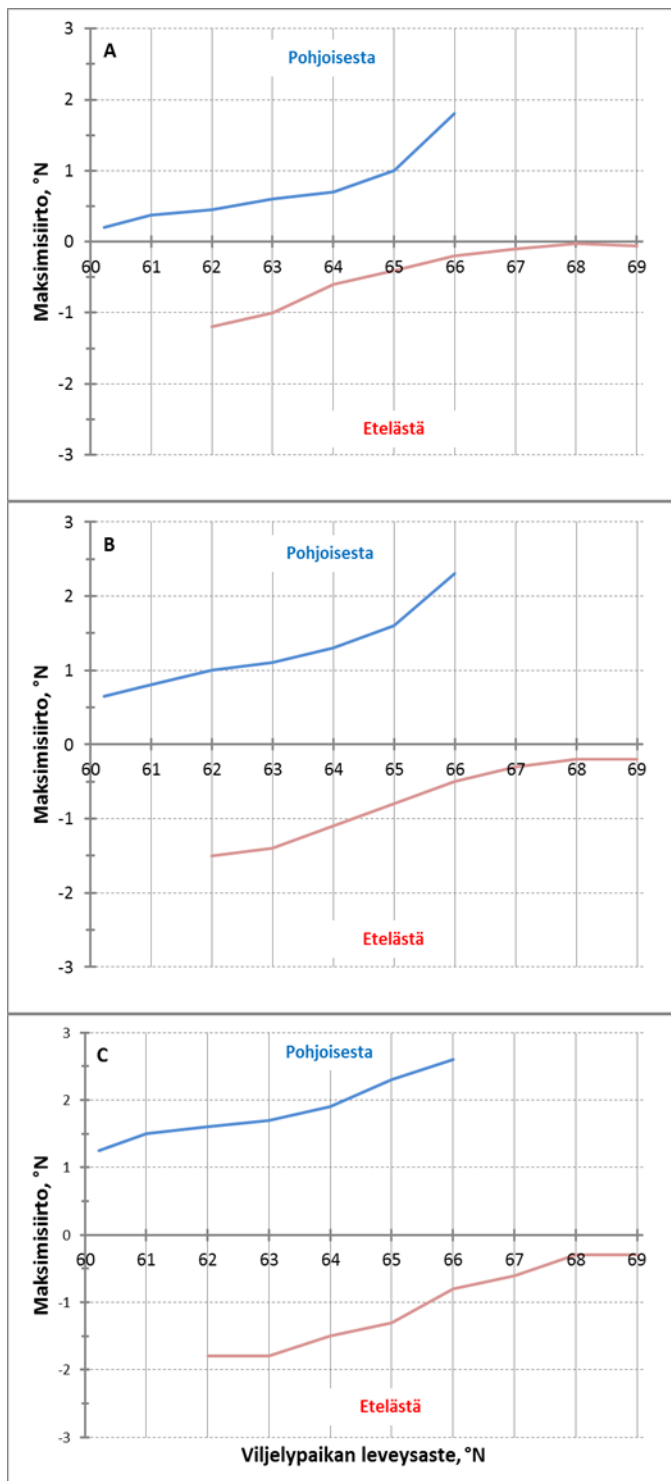 3
A
Pohjoisesta
2
1
0
60 61 62 63 64 65 66 67 68 69
-1
-2
Etelästä
-3
Maksimisiirto, °N
3
B
Pohjoisesta
2
1
0
60 61 62 63 64 65 66 67 68 69
-1
-2
Etelästä
-3
Maksimisiirto, °N
3
C
Pohjoisesta
2
1
0
60 61 62 63 64 65 66 67 68 69
-1
-2
Etelästä
-3
Maksimisiirto, °N
Viljelypaikan leveysaste, °N